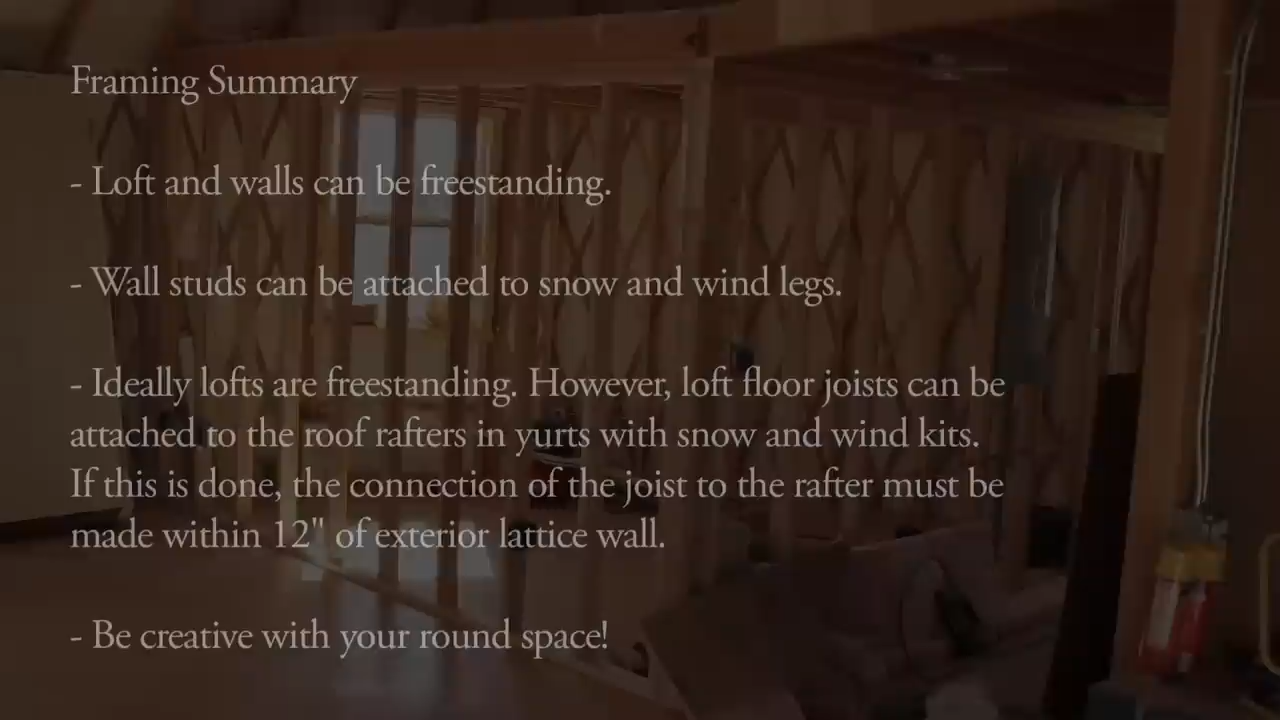 Framing Summary
- Loft and walls can be freestanding.
- Wall studs can be attached to snow and wind legs.
- Ideally lofts are freestanding. However, loft floor joists can be
attached to the roof rafters in yurts with snow and wind kits.
If this is done, the connection of the joist to the rafter must be
made within 12" of exterior lattice wall.
- Be creative with your round space!